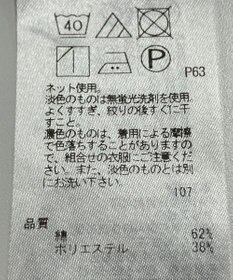 40
P
P63
ネット使用。
淡色のものは無蛍光洗剤を使用。
よくすすぎ、絞りの後すぐに干
すこと。
濃色のものは、着用による摩擦
で色落ちすることがありますの
で、組合せの衣服にご注意くだ
さい。また、淡色のものとは別
にお洗い下さい。
107
品質
綿 62%
ポリエステル 38%